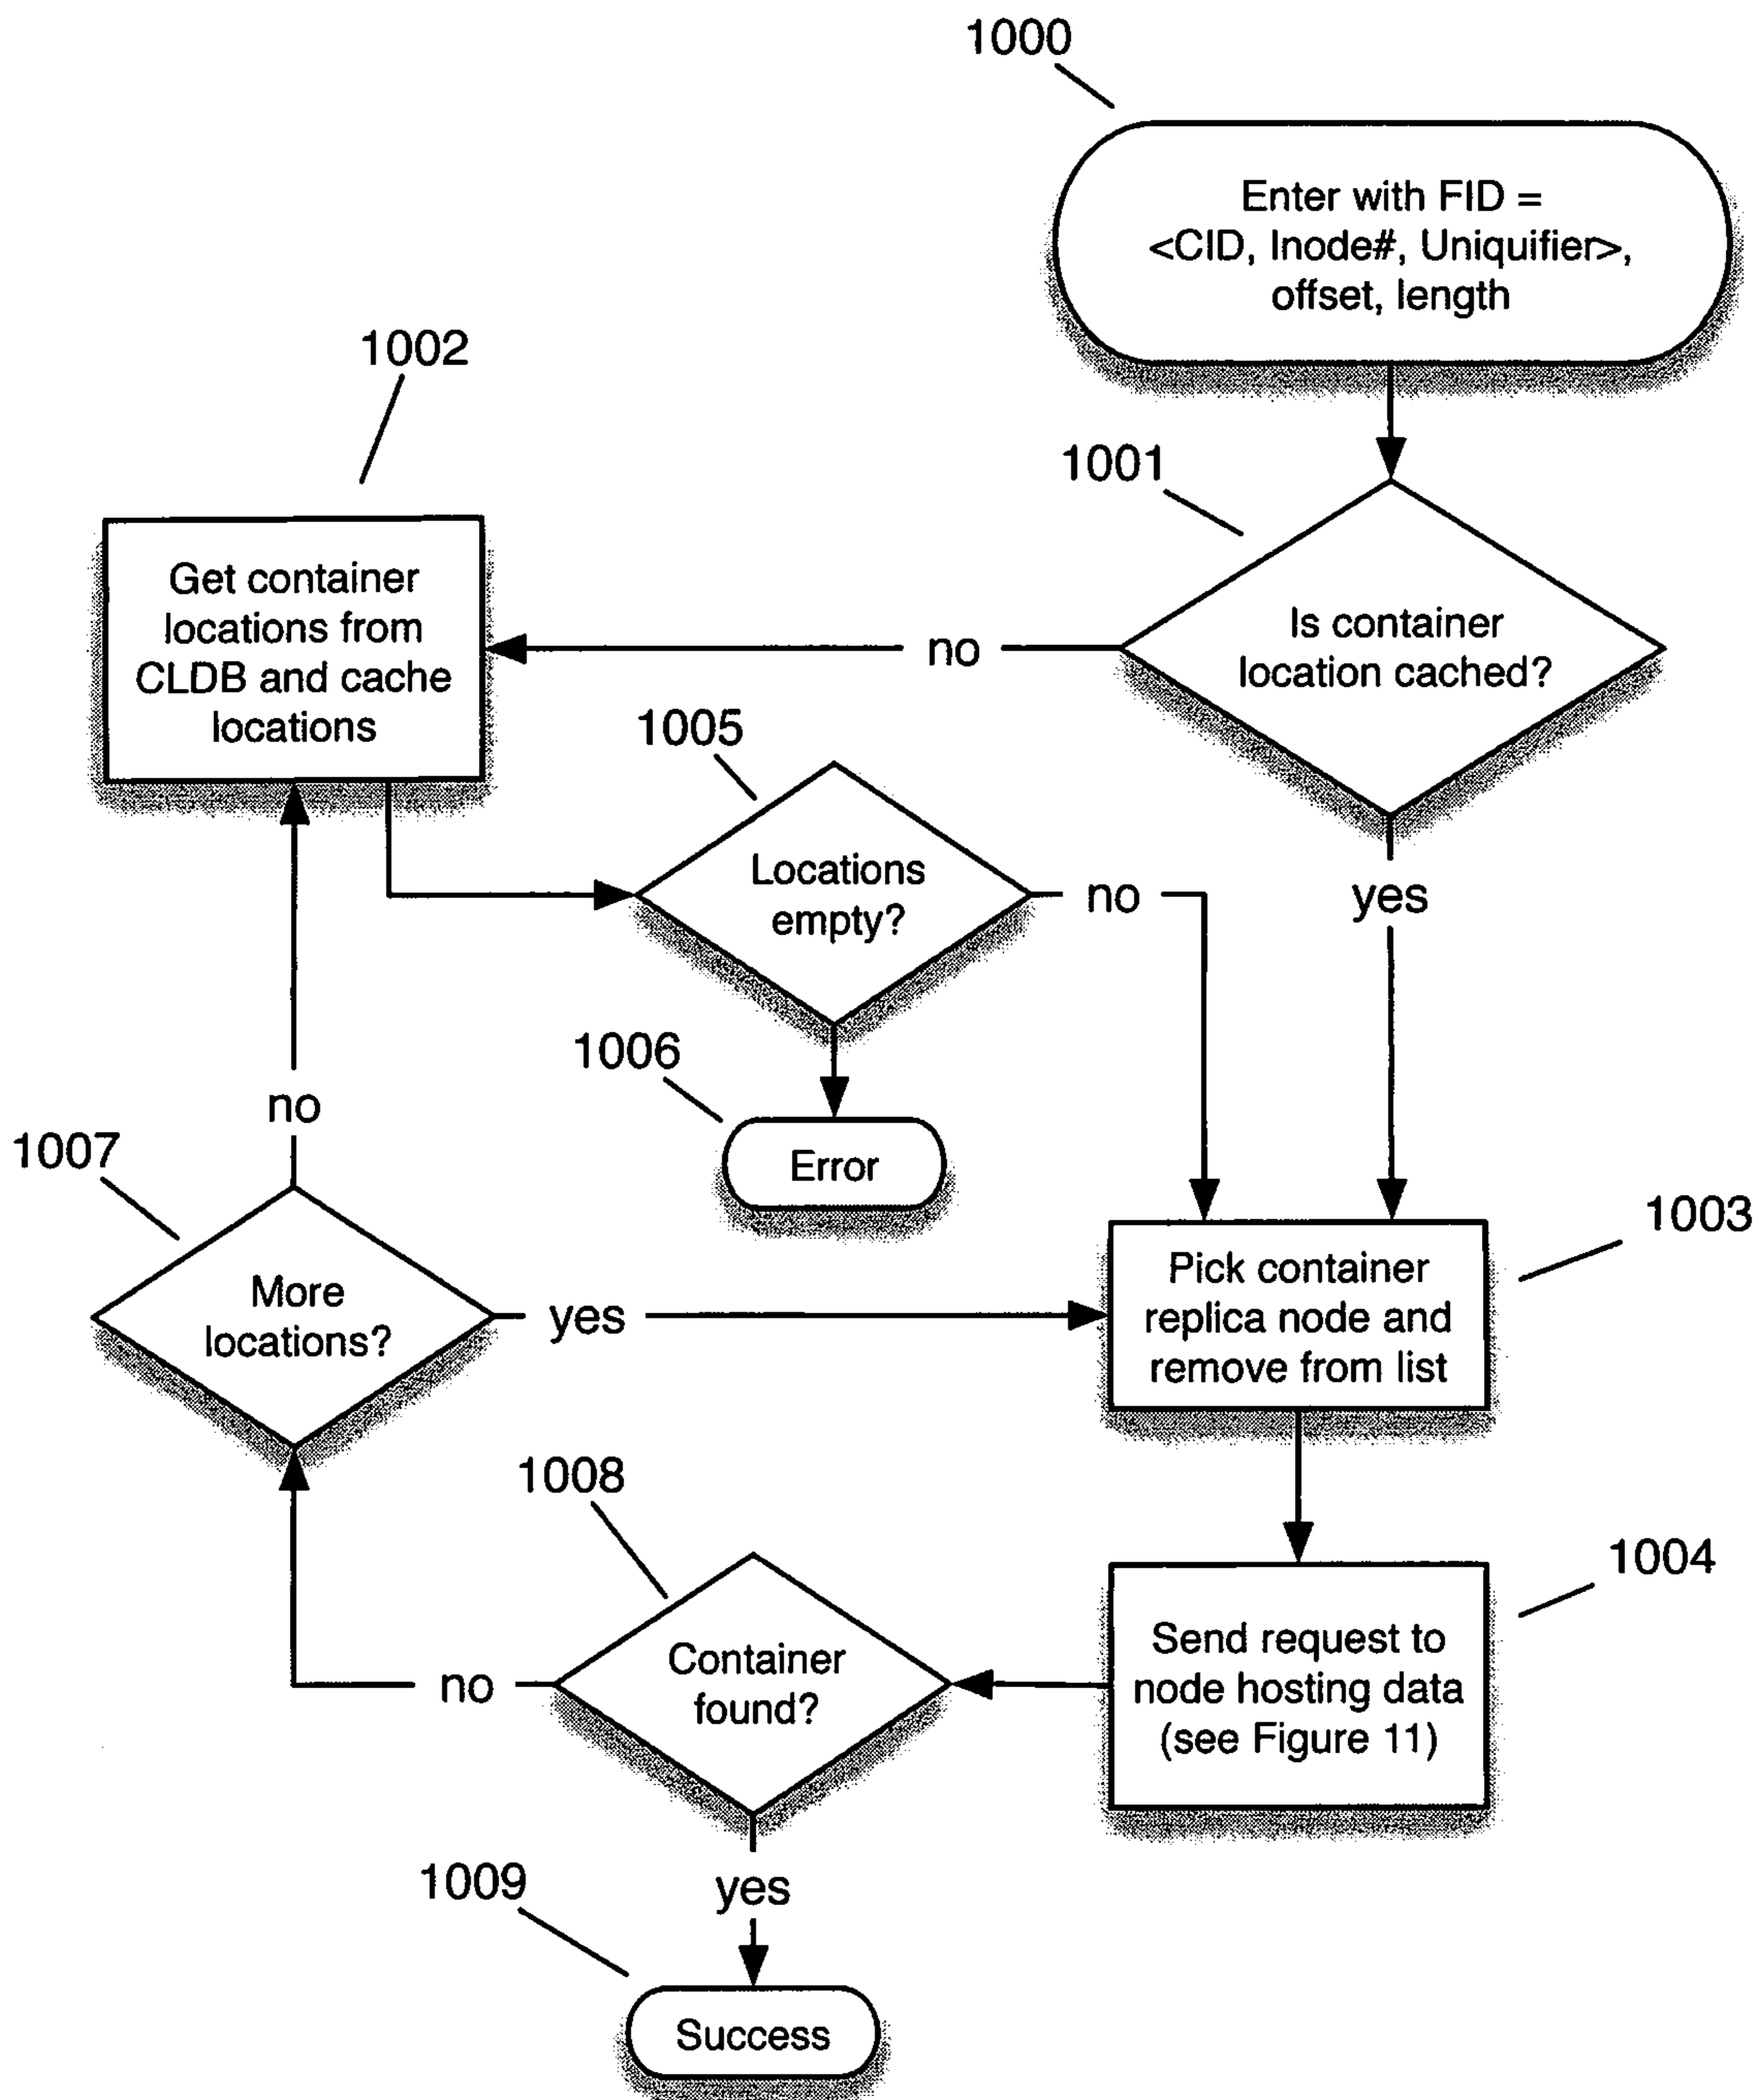 1000
Enter with FID =
<CID, Inode#, Uniquifier>,
offset, length
1002
1001
Get container
locations from
CLDB and cache
locations
no
Is container
location cached?
1005
Locations
empty?
no
yes
1006
Error
no
1007
More
locations?
yes
1003
Pick container
replica node and
remove from list
1008
Container
found?
no
1004
Send request to
node hosting data
(see Figure 11)
1009
yes
Success